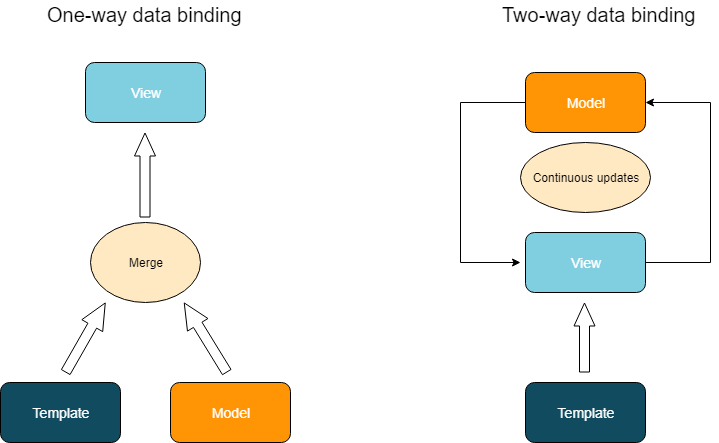 One-way data binding
View
Merge
Template
Model
Two-way data binding
Model
Continuous updates
View
Template